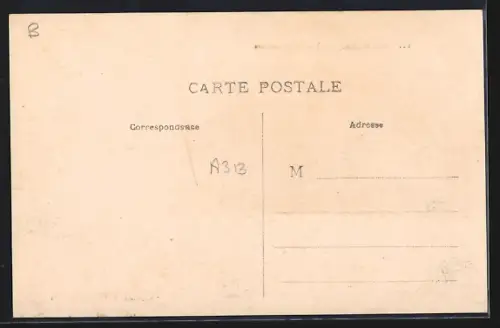 B
CARTE POSTALE
Correspondance
Adresse
A313
M